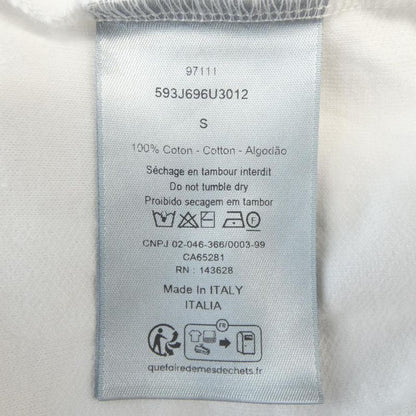 97111
593J696U3012
S
100% Coton - Cotton - Algodão
Séchage en tambour interdit
Do not tumble dry
Proibido secagem em tambor
F
CNPJ 02-046-366/0003-99
CA65281
RN : 143628
Made In ITALY
ITALIA
FR
quefairedemesdechets.fr